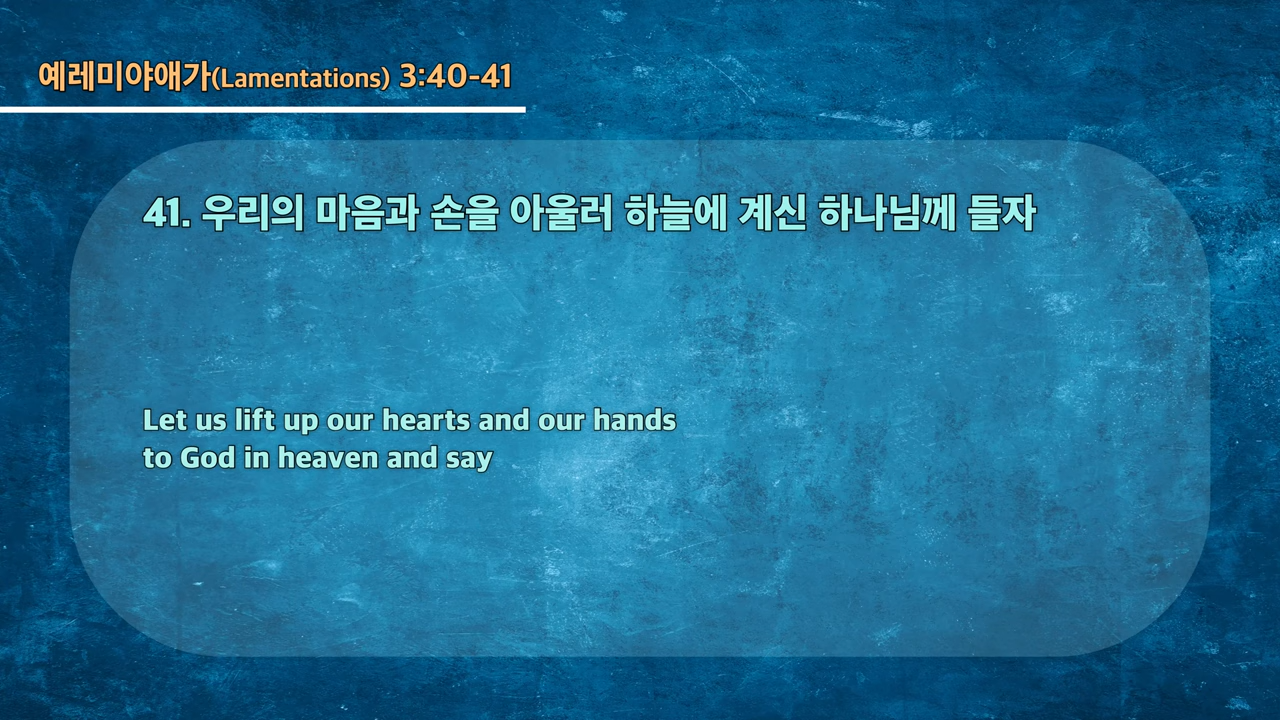 예레미야애가(Lamentations) 3:40-41
41. 우리의 마음과 손을 아울러 하늘에 계신 하나님께 들자
Let us lift up our hearts and our hands
to God in heaven and say